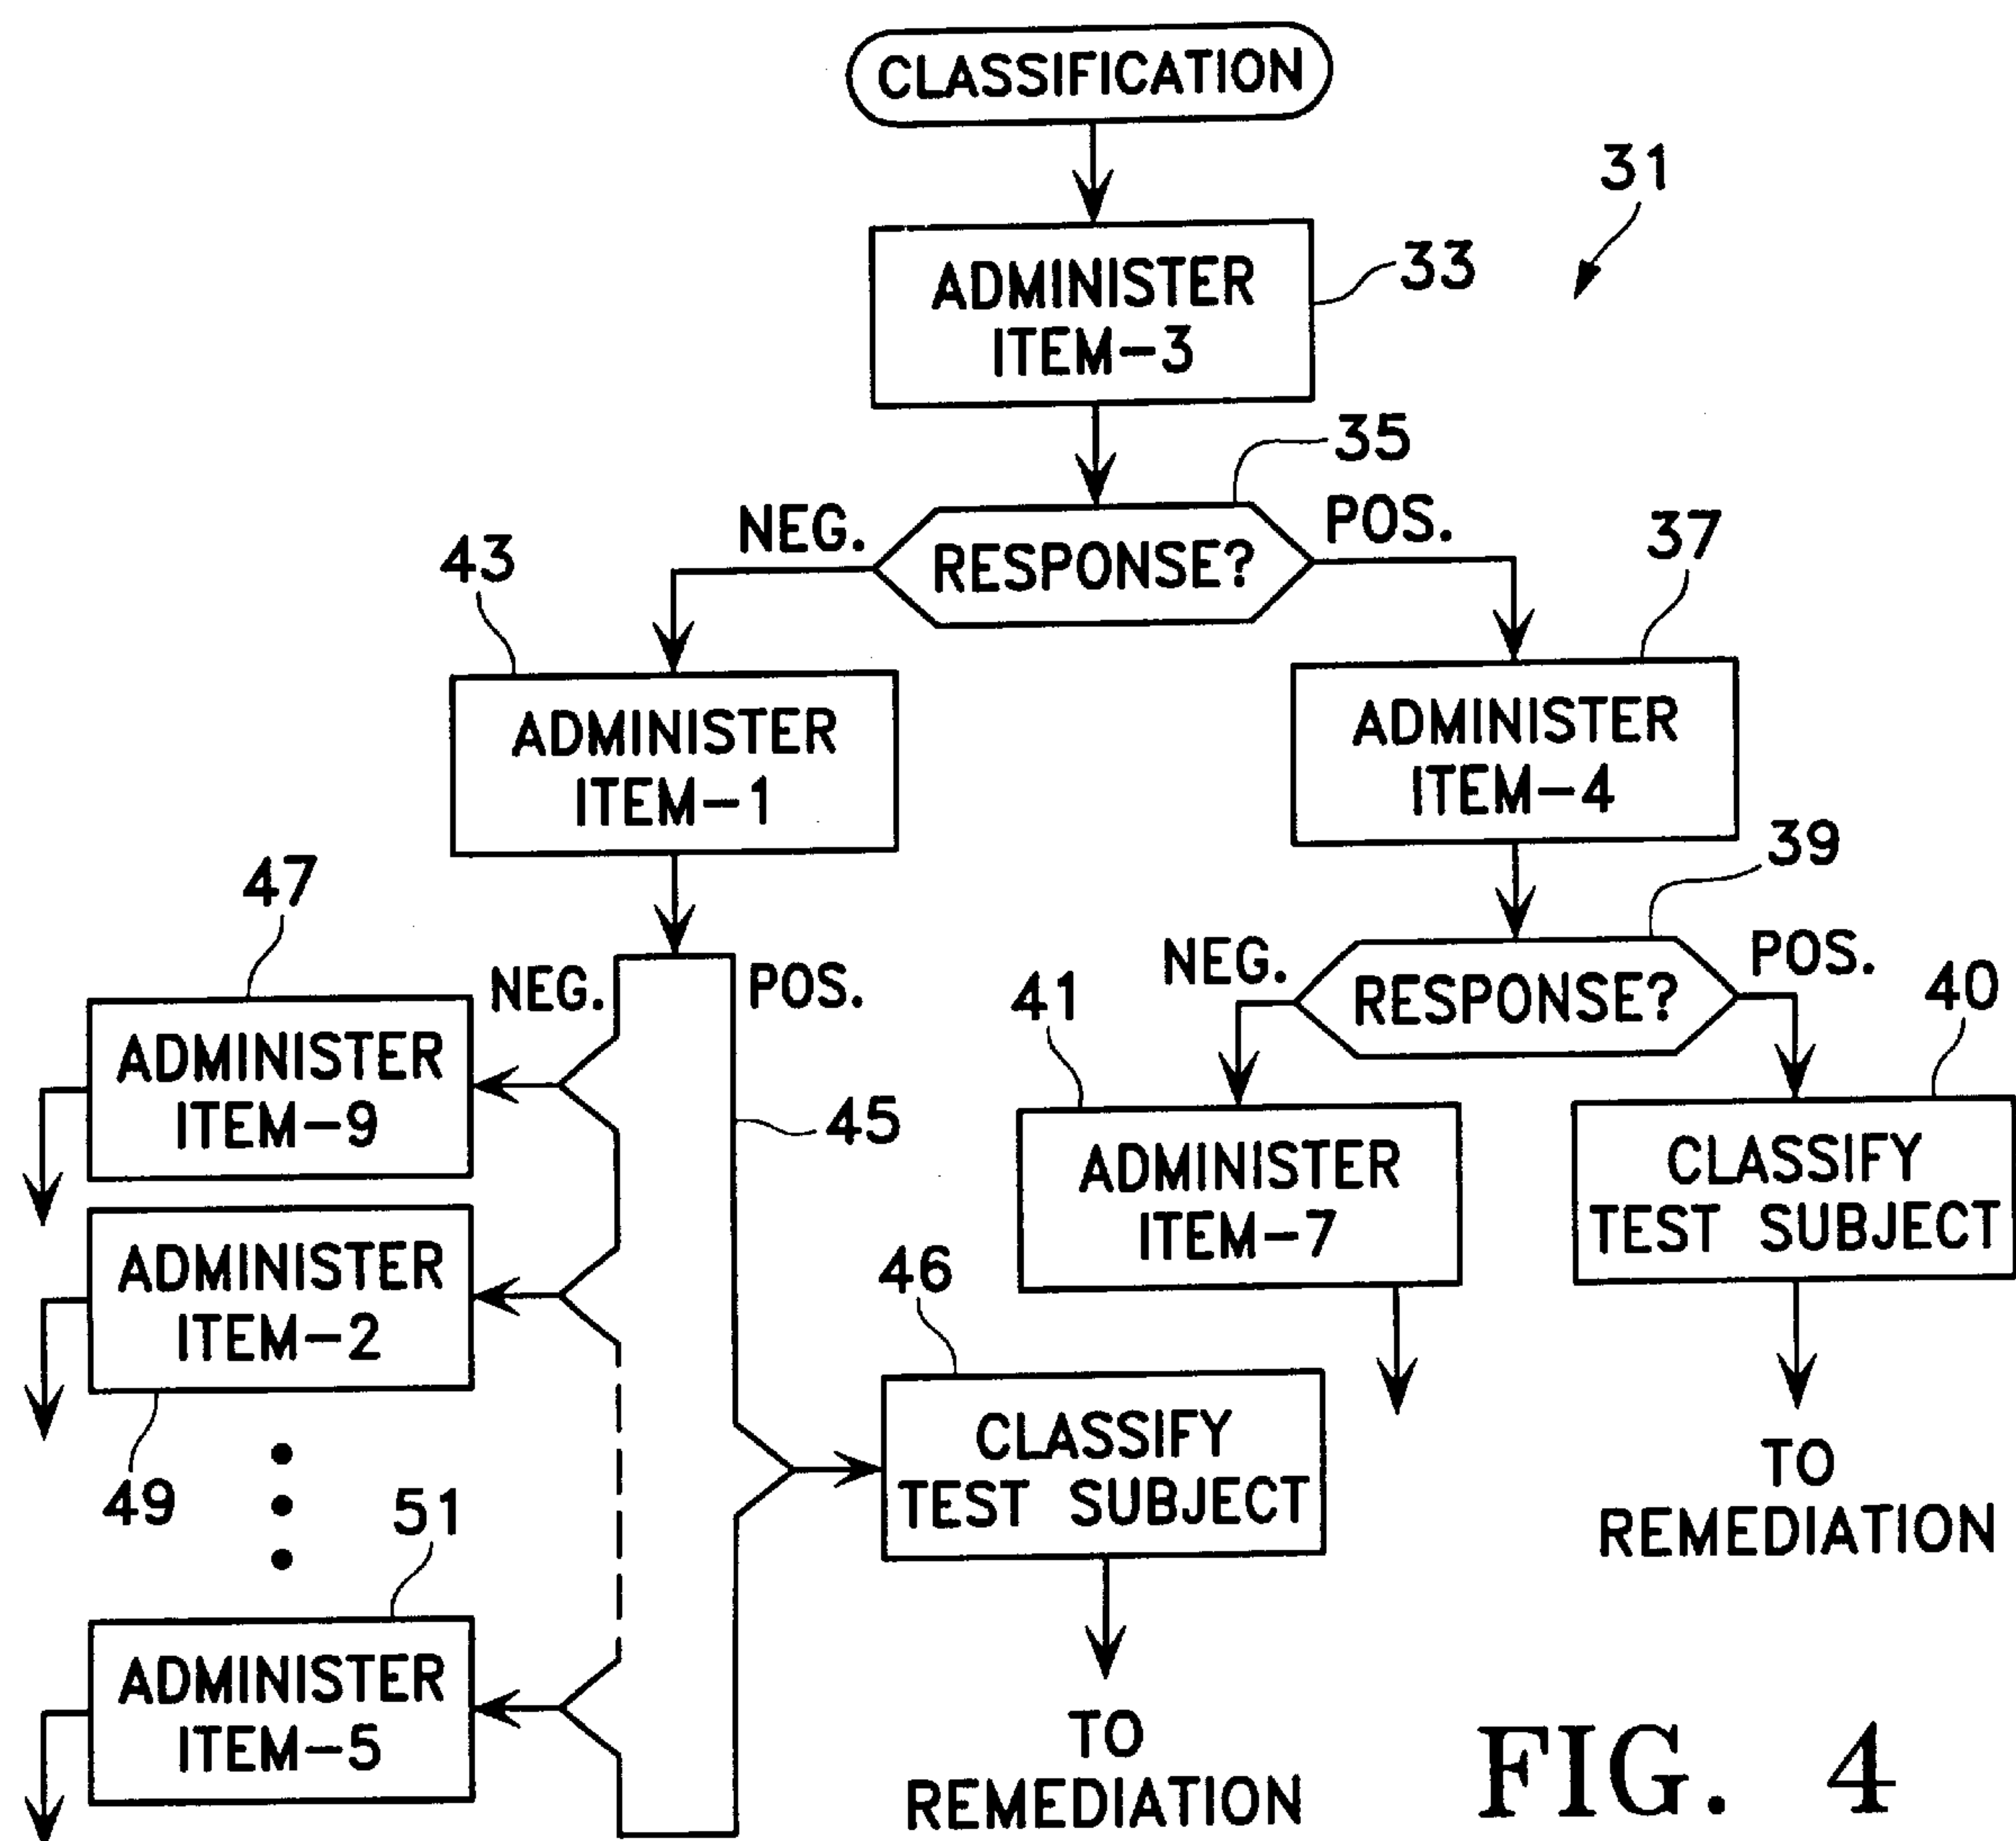 CLASSIFICATION
31
ADMINISTER
ITEM-3
33
35
NEG.
RESPONSE?
POS.
43
37
ADMINISTER
ITEM-1
ADMINISTER
ITEM-4
39
47
NEG.
POS.
NEG.
RESPONSE?
POS.
41
40
ADMINISTER
ITEM-9
45
ADMINISTER
ITEM-7
CLASSIFY
TEST SUBJECT
ADMINISTER
ITEM-2
46
49
CLASSIFY
TEST SUBJECT
TO
REMEDIATION
51
ADMINISTER
ITEM-5
TO
REMEDIATION
FIG. 4